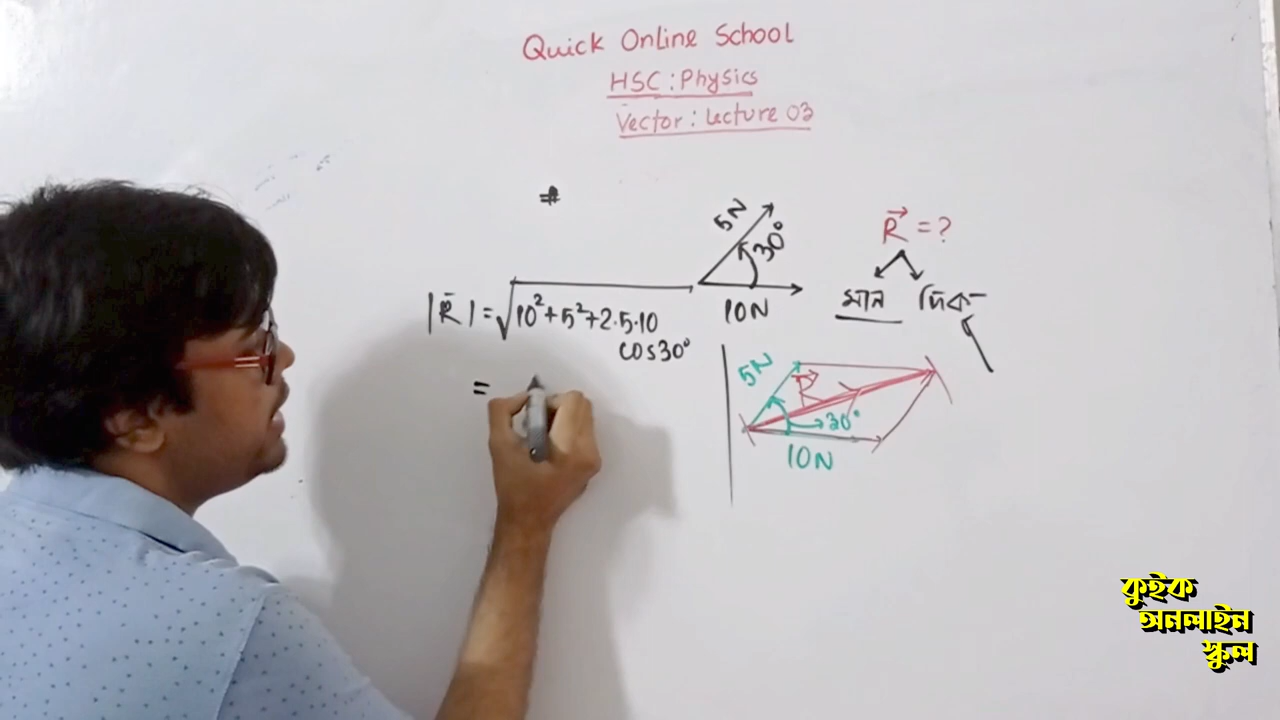 Quick Online School
HSC : Physics
Vector : Lecture 03
#
5N
30°
10N
R⃗ = ?
মান দিক
|R⃗| = √10²+5²+2.5.10
cos30°
=
5N
R⃗
30°
10N
কুইক
অনলাইন
স্কুল